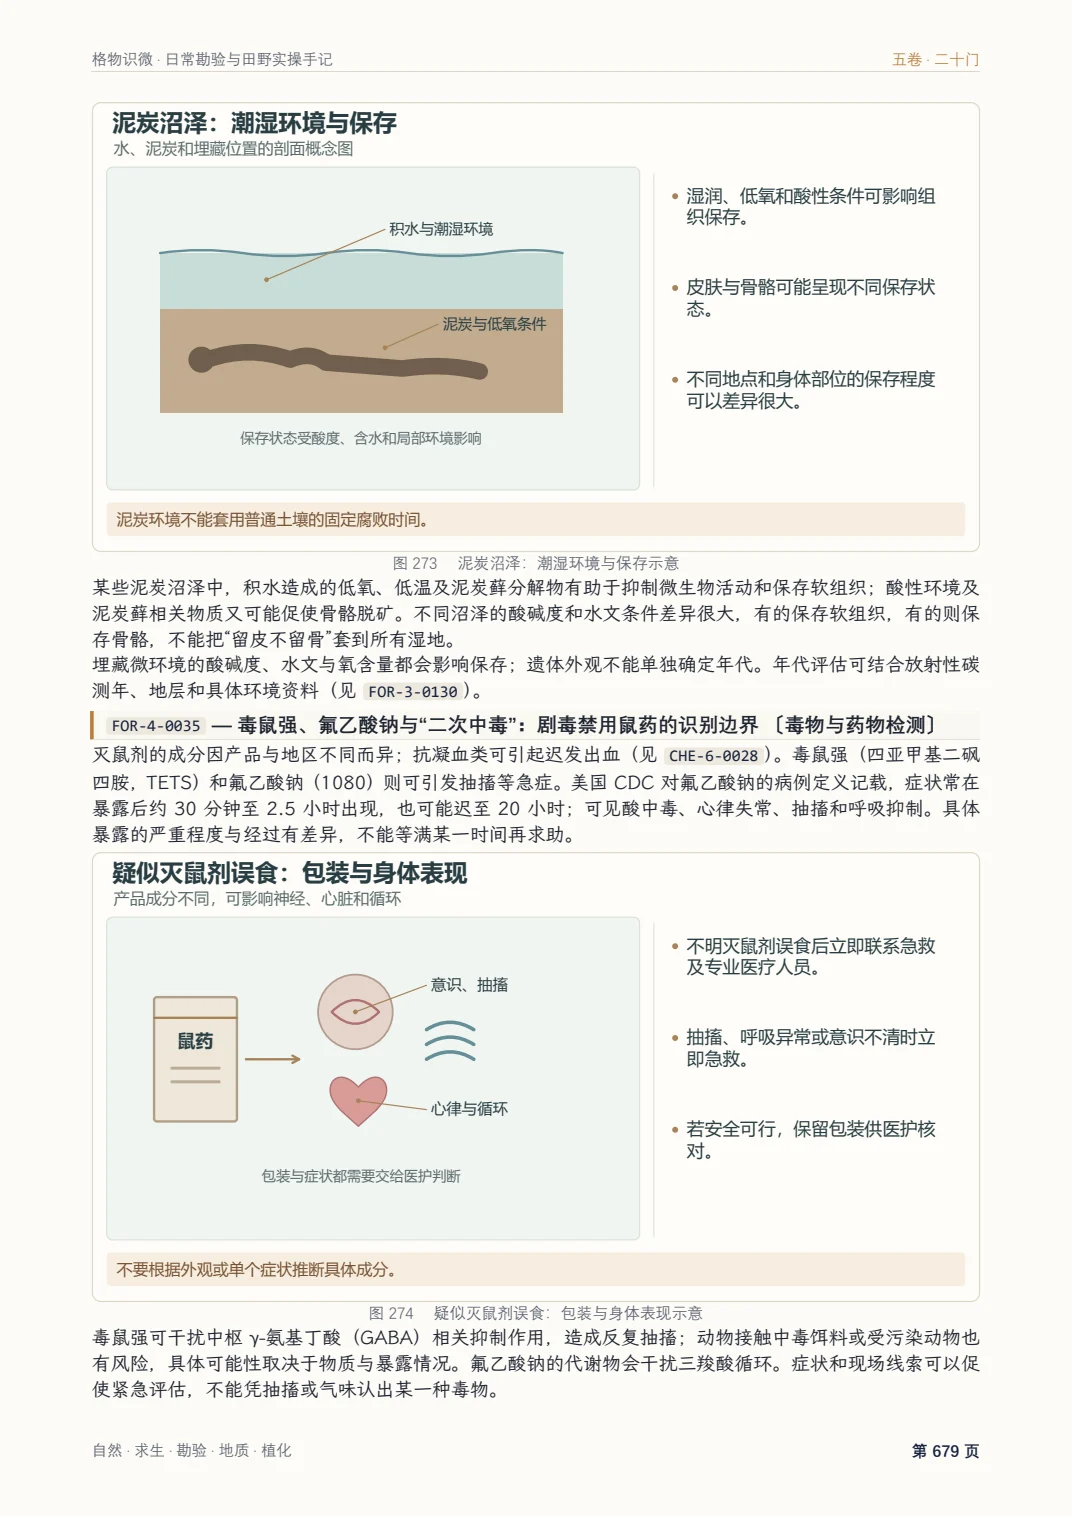 格物识微 · 日常勘验与田野实操手记
五卷 · 二十门
泥炭沼泽：潮湿环境与保存
水、泥炭和埋藏位置的剖面概念图
积水与潮湿环境
泥炭与低氧条件
保存状态受酸度、含水和局部环境影响
• 湿润、低氧和酸性条件可影响组
织保存。
• 皮肤与骨骼可能呈现不同保存状
态。
• 不同地点和身体部位的保存程度
可以差异很大。
泥炭环境不能套用普通土壤的固定腐败时间。
图 273 泥炭沼泽：潮湿环境与保存示意
某些泥炭沼泽中，积水造成的低氧、低温及泥炭藓分解物有助于抑制微生物活动和保存软组织；酸性环境及
泥炭藓相关物质又可能促使骨骼脱矿。不同沼泽的酸碱度和水文条件差异很大，有的保存软组织，有的则保
存骨骼，不能把“留皮不留骨”套到所有湿地。
埋藏微环境的酸碱度、水文与氧含量都会影响保存；遗体外观不能单独确定年代。年代评估可结合放射性碳
测年、地层和具体环境资料（见 FOR-3-0130）。
FOR-4-0035 — 毒鼠强、氟乙酸钠与“二次中毒”：剧毒禁用鼠药的识别边界 〔毒物与药物检测〕
灭鼠剂的成分因产品与地区不同而异；抗凝血类可引起迟发出血（见 CHE-6-0028）。毒鼠强（四亚甲基二砜
四胺，TETS）和氟乙酸钠（1080）则可引发抽搐等急症。美国 CDC 对氟乙酸钠的病例定义记载，症状常在
暴露后约 30 分钟至 2.5 小时出现，也可能迟至 20 小时；可见酸中毒、心律失常、抽搐和呼吸抑制。具体
暴露的严重程度与经过有差异，不能等满某一时间再求助。
疑似灭鼠剂误食：包装与身体表现
产品成分不同，可影响神经、心脏和循环
鼠药
意识、抽搐
心律与循环
包装与症状都需要交给医护判断
• 不明灭鼠剂误食后立即联系急救
及专业医疗人员。
• 抽搐、呼吸异常或意识不清时立
即急救。
• 若安全可行，保留包装供医护核
对。
不要根据外观或单个症状推断具体成分。
图 274 疑似灭鼠剂误食：包装与身体表现示意
毒鼠强可干扰中枢 γ-氨基丁酸（GABA）相关抑制作用，造成反复抽搐；动物接触中毒饵料或受污染动物也
有风险，具体可能性取决于物质与暴露情况。氟乙酸钠的代谢物会干扰三羧酸循环。症状和现场线索可以促
使紧急评估，不能凭抽搐或气味认出某一种毒物。
自然 · 求生 · 勘验 · 地质 · 植化
第 679 页